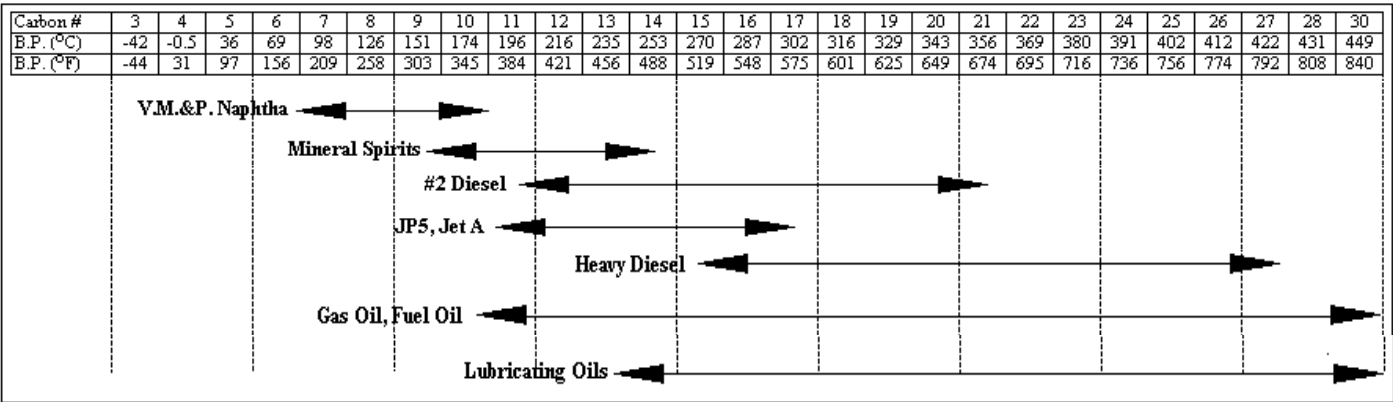 Carbon # 3 4 5 6 7 8 9 10 11 12 13 14 15 16 17 18 19 20 21 22 23 24 25 26 27 28 30
B.P. (⁰C) -42 -0.5 36 69 98 126 151 174 196 216 235 253 270 287 302 316 329 343 356 369 380 391 402 412 422 431 449
B.P. (⁰F) -44 31 97 156 209 258 303 345 384 421 456 488 519 548 575 601 625 649 674 695 716 736 756 774 792 808 840
V.M.&P. Naphtha
Mineral Spirits
#2 Diesel
JP5, Jet A
Heavy Diesel
Gas Oil, Fuel Oil
Lubricating Oils